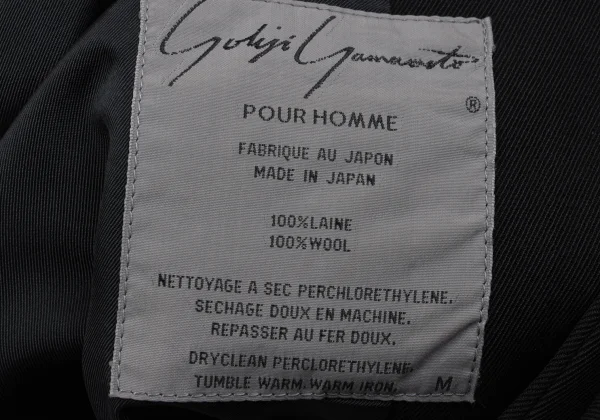 Yohji Yamamoto
®
POUR HOMME
FABRIQUE AU JAPON
MADE IN JAPAN
100%LAINE
100%WOOL
NETTOYAGE A SEC PERCHLORETHYLENE.
SECHAGE DOUX EN MACHINE.
REPASSER AU FER DOUX.
DRYCLEAN PERCLORETHYLENE.
TUMBLE WARM. WARM IRON. M